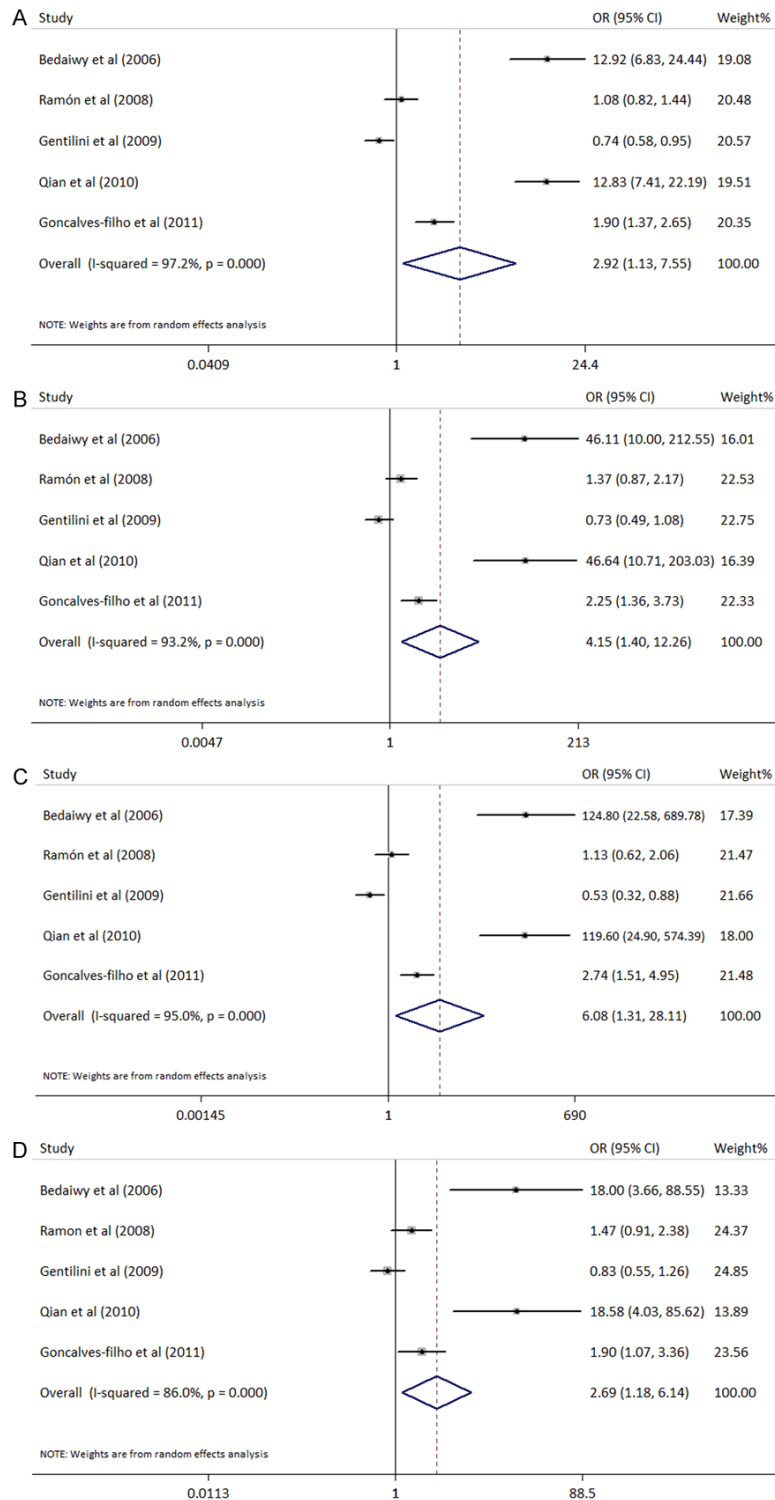 A
Study OR (95% CI) Weight%
Bedaiwy et al (2006) 12.92 (6.83, 24.44) 19.08
Ramón et al (2008) 1.08 (0.82, 1.44) 20.48
Gentilini et al (2009) 0.74 (0.58, 0.95) 20.57
Qian et al (2010) 12.83 (7.41, 22.19) 19.51
Goncalves-filho et al (2011) 1.90 (1.37, 2.65) 20.35
Overall (I-squared = 97.2%, p = 0.000) 2.92 (1.13, 7.55) 100.00
NOTE: Weights are from random effects analysis
0.0409 1 24.4
B
Study OR (95% CI) Weight%
Bedaiwy et al (2006) 46.11 (10.00, 212.55) 16.01
Ramón et al (2008) 1.37 (0.87, 2.17) 22.53
Gentilini et al (2009) 0.73 (0.49, 1.08) 22.75
Qian et al (2010) 46.64 (10.71, 203.03) 16.39
Goncalves-filho et al (2011) 2.25 (1.36, 3.73) 22.33
Overall (I-squared = 93.2%, p = 0.000) 4.15 (1.40, 12.26) 100.00
NOTE: Weights are from random effects analysis
0.0047 1 213
C
Study OR (95% CI) Weight%
Bedaiwy et al (2006) 124.80 (22.58, 689.78) 17.39
Ramón et al (2008) 1.13 (0.62, 2.06) 21.47
Gentilini et al (2009) 0.53 (0.32, 0.88) 21.66
Qian et al (2010) 119.60 (24.90, 574.39) 18.00
Goncalves-filho et al (2011) 2.74 (1.51, 4.95) 21.48
Overall (I-squared = 95.0%, p = 0.000) 6.08 (1.31, 28.11) 100.00
NOTE: Weights are from random effects analysis
0.00145 1 690
D
Study OR (95% CI) Weight%
Bedaiwy et al (2006) 18.00 (3.66, 88.55) 13.33
Ramon et al (2008) 1.47 (0.91, 2.38) 24.37
Gentilini et al (2009) 0.83 (0.55, 1.26) 24.85
Qian et al (2010) 18.58 (4.03, 85.62) 13.89
Goncalves-filho et al (2011) 1.90 (1.07, 3.36) 23.56
Overall (I-squared = 86.0%, p = 0.000) 2.69 (1.18, 6.14) 100.00
NOTE: Weights are from random effects analysis
0.0113 1 88.5